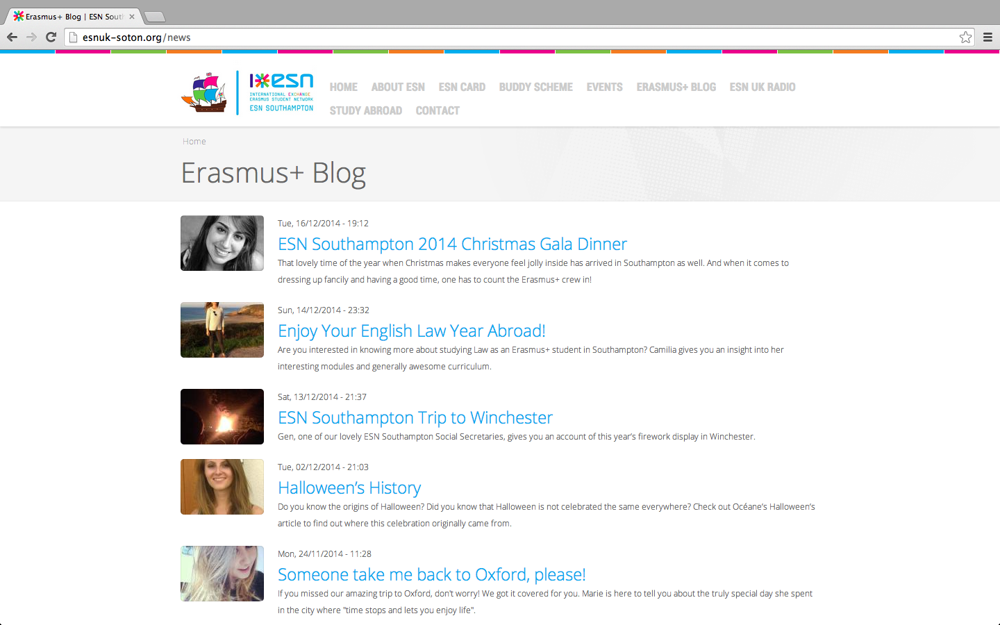 Erasmus+ Blog | ESN South
esnuk-soton.org/news
esn
INTERNATIONAL EXCHANGE
ERASMUS STUDENT NETWORK
ESN SOUTHAMPTON
HOME ABOUT ESN ESN CARD BUDDY SCHEME EVENTS ERASMUS+ BLOG ESN UK RADIO
STUDY ABROAD CONTACT
Home
Erasmus+ Blog
Tue, 16/12/2014 - 19:12
ESN Southampton 2014 Christmas Gala Dinner
That lovely time of the year when Christmas makes everyone feel jolly inside has arrived in Southampton as well. And when it comes to
dressing up fancily and having a good time, one has to count the Erasmus+ crew in!
Sun, 14/12/2014 - 23:32
Enjoy Your English Law Year Abroad!
Are you interested in knowing more about studying Law as an Erasmus+ student in Southampton? Camilia gives you an insight into her
interesting modules and generally awesome curriculum.
Sat, 13/12/2014 - 21:37
ESN Southampton Trip to Winchester
Gen, one of our lovely ESN Southampton Social Secretaries, gives you an account of this year’s firework display in Winchester.
Tue, 02/12/2014 - 21:03
Halloween’s History
Do you know the origins of Halloween? Did you know that Halloween is not celebrated the same everywhere? Check out Océane’s Halloween’s
article to find out where this celebration originally came from.
Mon, 24/11/2014 - 11:28
Someone take me back to Oxford, please!
If you missed our amazing trip to Oxford, don't worry! We got it covered for you. Marie is here to tell you about the truly special day she spent
in the city where "time stops and lets you enjoy life".